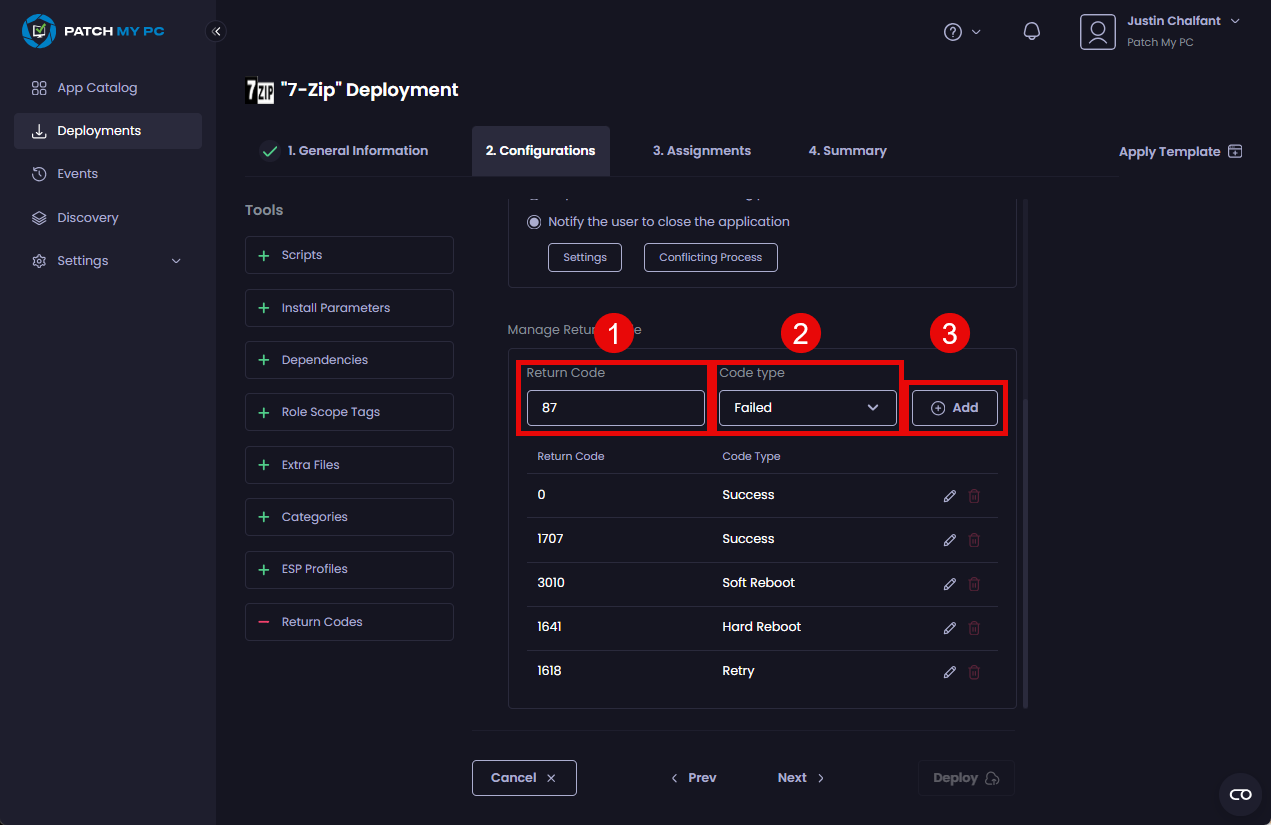 PATCH MY PC
Justin Chalfant
Patch My PC
App Catalog
Deployments
Events
Discovery
Settings
7ZIP "7-Zip" Deployment
1. General Information
2. Configurations
3. Assignments
4. Summary
Apply Template
Tools
Scripts
Install Parameters
Dependencies
Role Scope Tags
Extra Files
Categories
ESP Profiles
Return Codes
Notify the user to close the application
Settings
Conflicting Process
Manage
1
2
3
Return Code
Code type
87
Failed
Add
Return Code Code Type
0 Success
1707 Success
3010 Soft Reboot
1641 Hard Reboot
1618 Retry
Cancel
Prev
Next
Deploy